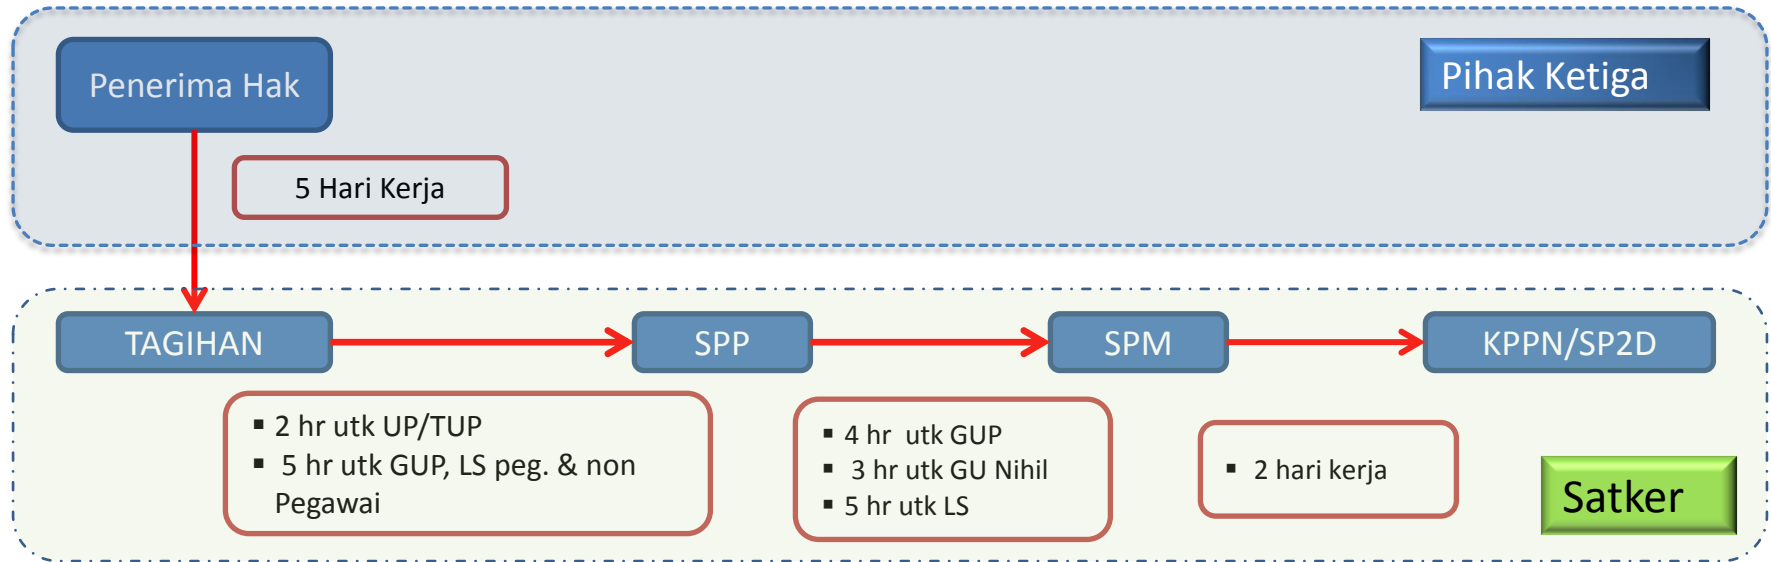 Penerima Hak
Pihak Ketiga
5 Hari Kerja
TAGIHAN
SPP
SPM
KPPN/SP2D
▪ 2 hr utk UP/TUP
▪ 5 hr utk GUP, LS peg. & non
Pegawai
▪ 4 hr utk GUP
▪ 3 hr utk GU Nihil
▪ 5 hr utk LS
▪ 2 hari kerja
Satker